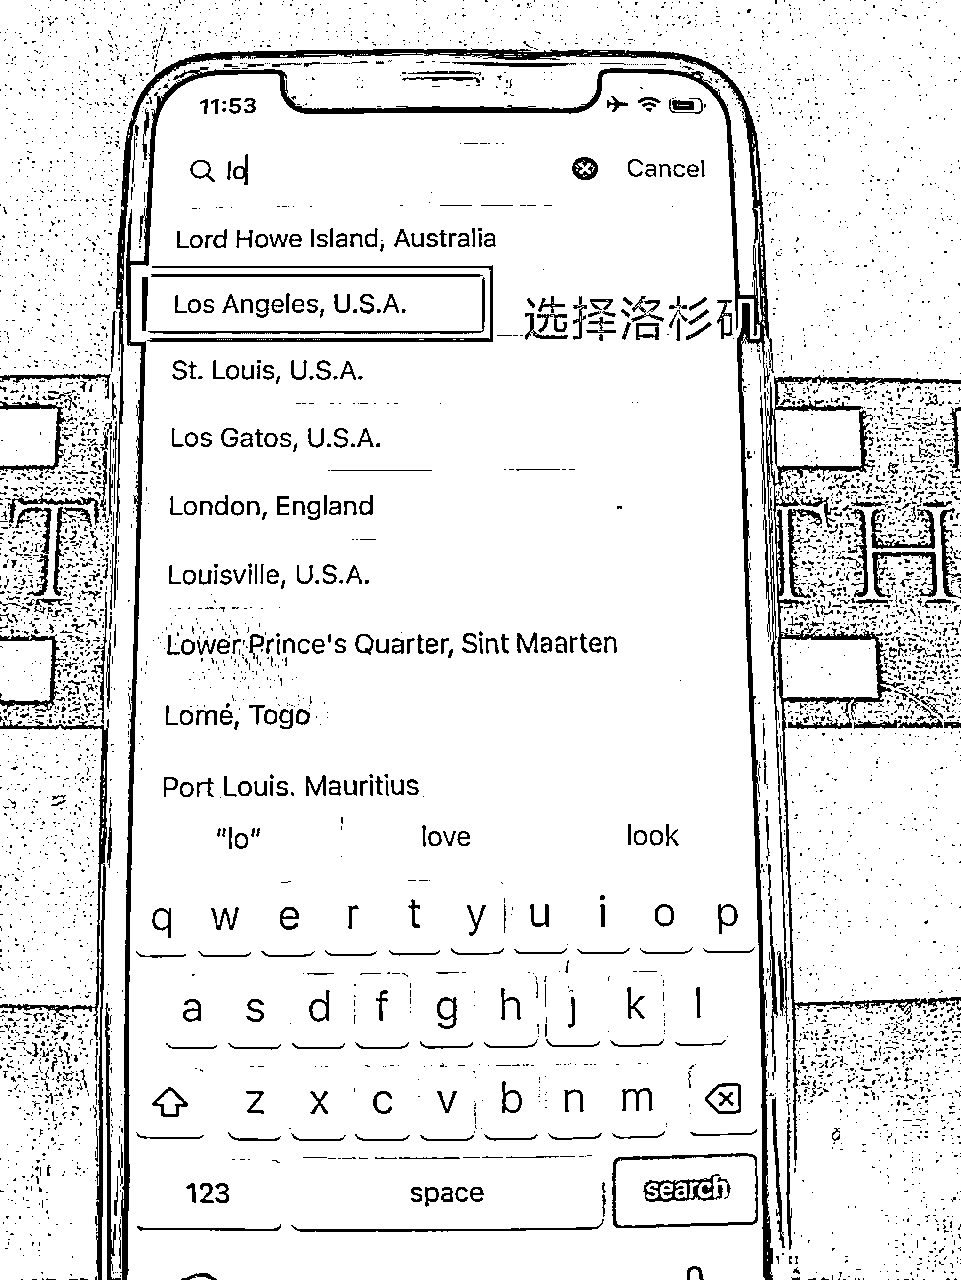 11:53
lo
Cancel
Lord Howe Island, Australia
Los Angeles, U.S.A.
选择洛杉矶
St. Louis, U.S.A.
Los Gatos, U.S.A.
T
TH
London, England
Louisville, U.S.A.
Lower Prince's Quarter, Sint Maarten
Lomé, Togo
Port Louis, Mauritius
"lo" love look
q w e r t y u i o p
a s d f g h j k l
z x c v b n m
123 space search